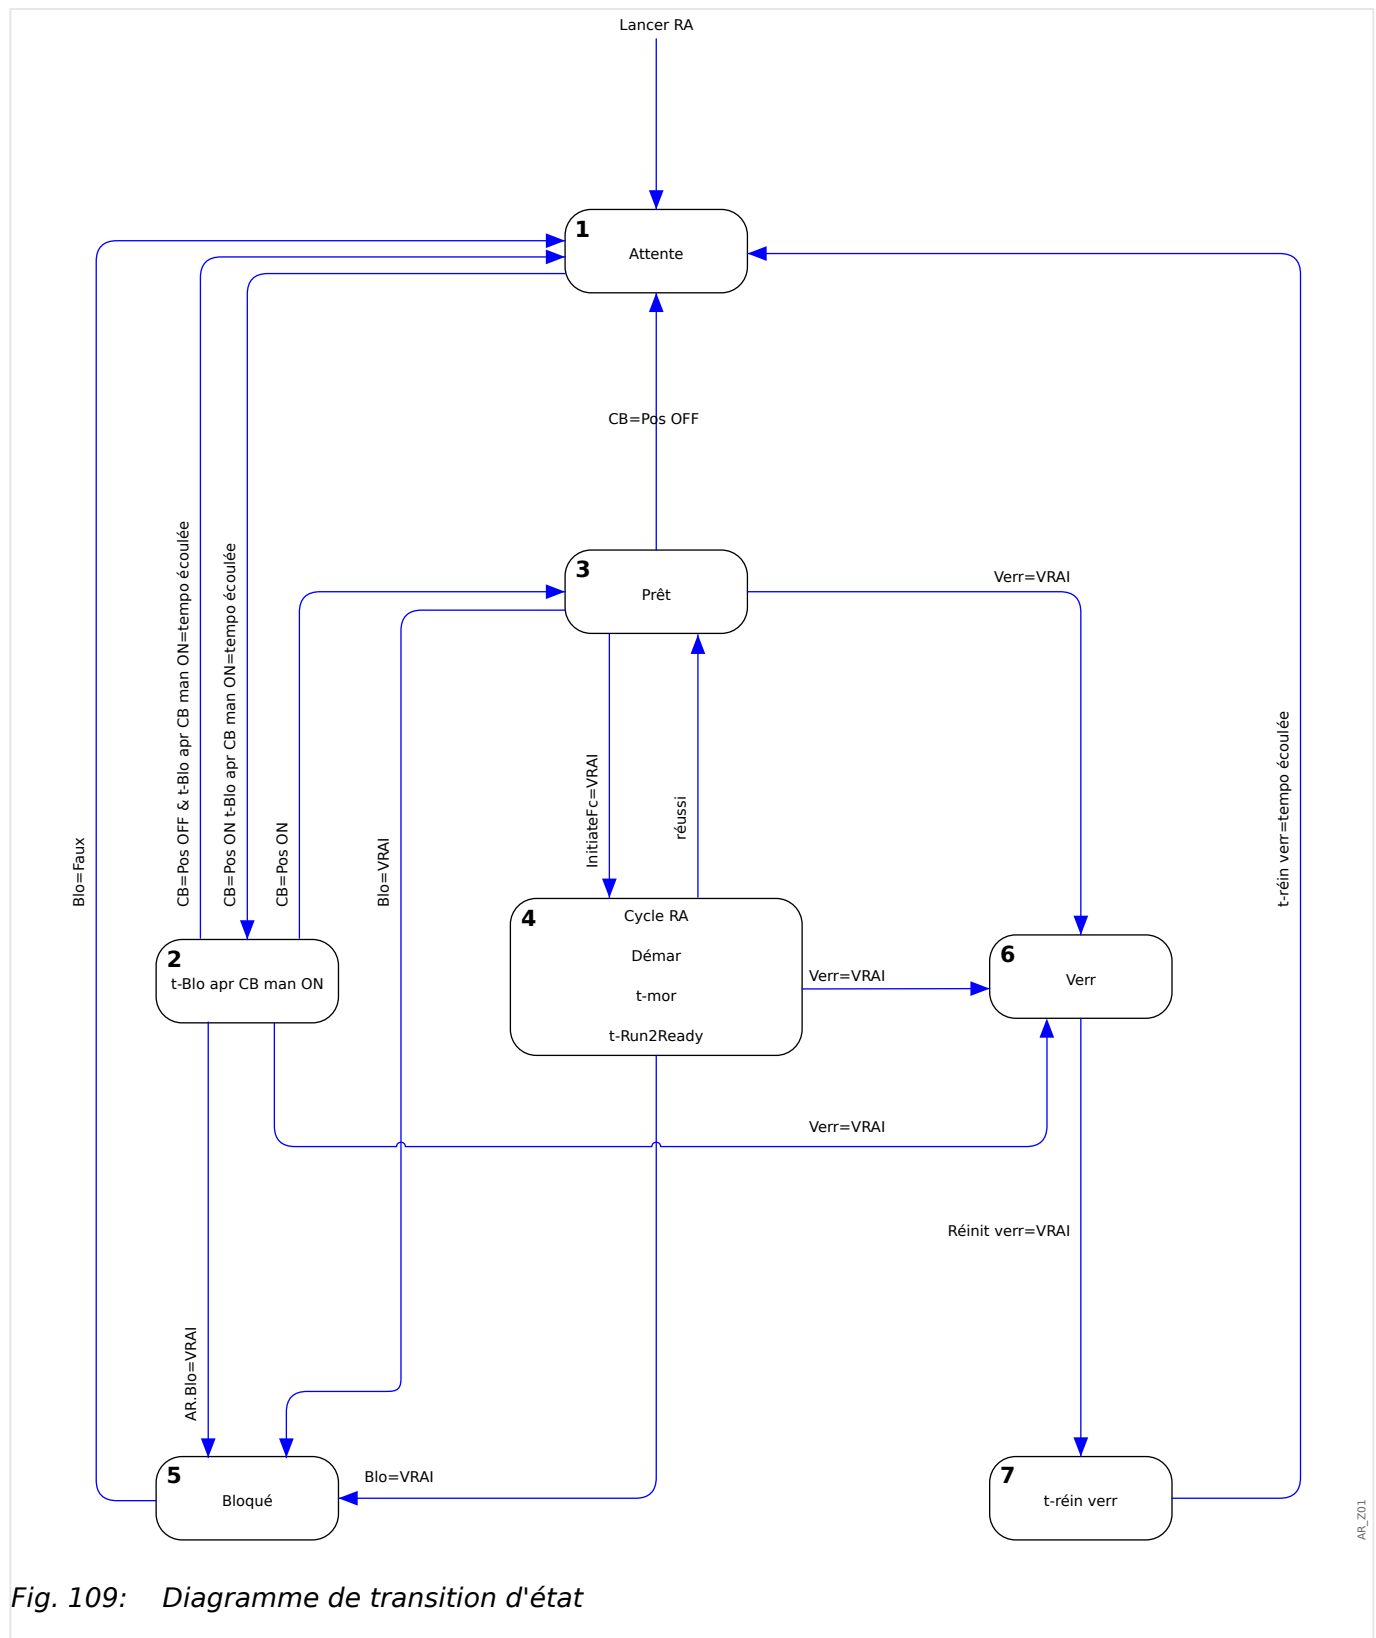 Lancer RA
1
Attente
CB=Pos OFF
CB=Pos OFF & t-Blo apr CB man ON=tempo écoulée
CB=Pos ON t-Blo apr CB man ON=tempo écoulée
3
Prêt
Verr=VRAI
Blo=Faux
CB=Pos ON
Blo=VRAI
InitiateFc=VRAI
réussi
t-réin verr=tempo écoulée
2
t-Blo apr CB man ON
4
Cycle RA
Démar
t-mor
t-Run2Ready
Verr=VRAI
6
Verr
Verr=VRAI
Réinit verr=VRAI
AR.Blo=VRAI
5
Bloqué
Blo=VRAI
7
t-réin verr
AR_Z01
Fig. 109: Diagramme de transition d'état